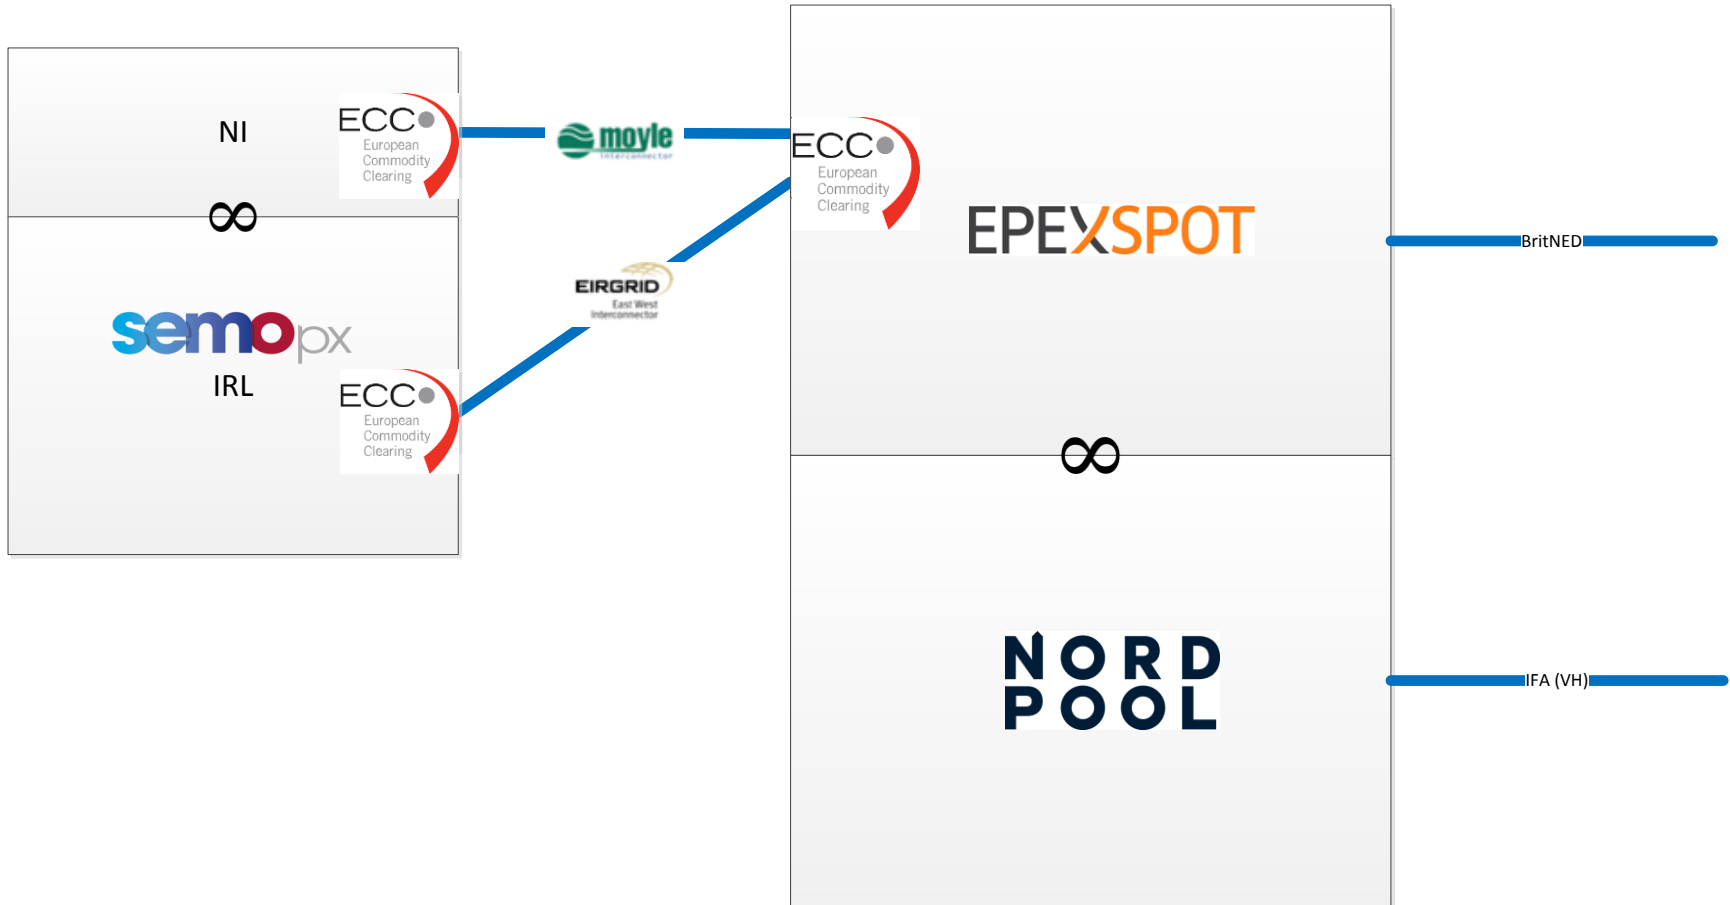 NI
ECC
European
Commodity
Clearing
moyle
interconnector
ECC
European
Commodity
Clearing
EPEXSPOT
BritNED
EIRGRID
East West
Interconnector
semopx
IRL
ECC
European
Commodity
Clearing
∞
∞
NORD
POOL
IFA (VH)